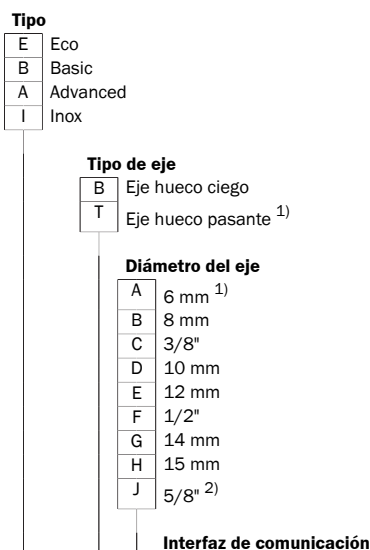 Tipo
E Eco
B Basic
A Advanced
I Inox
Tipo de eje
B Eje hueco ciego
T Eje hueco pasante 1)
Diámetro del eje
A 6 mm 1)
B 8 mm
C 3/8"
D 10 mm
E 12 mm
F 1/2"
G 14 mm
H 15 mm
J 5/8" 2)
Interfaz de comunicación